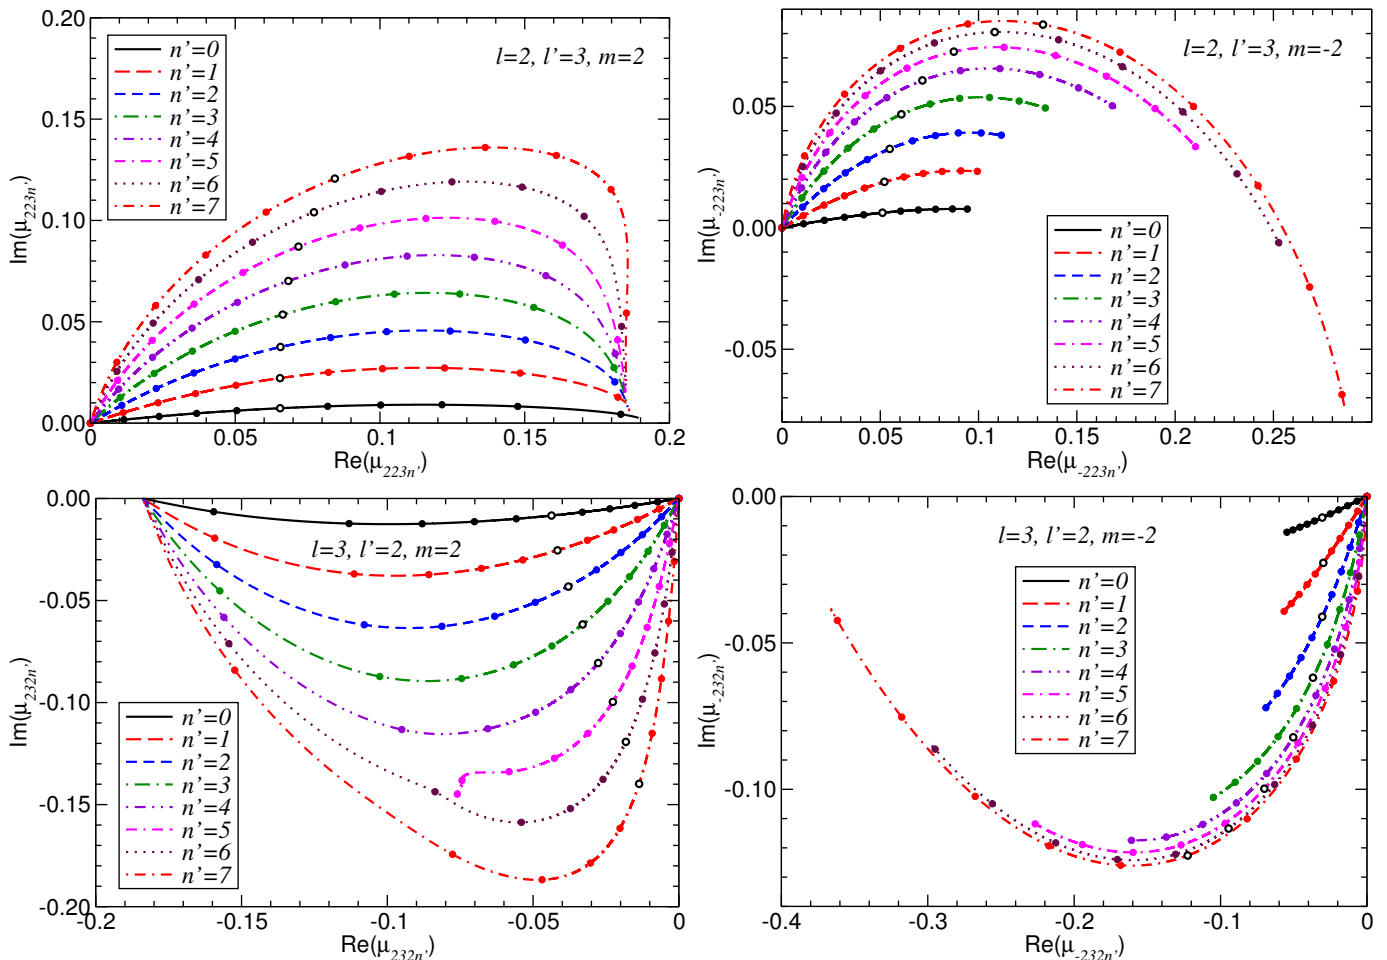 0.20
0.15
0.10
0.05
0.00
Im(μ223n')
n'=0
n'=1
n'=2
n'=3
n'=4
n'=5
n'=6
n'=7
l=2, l'=3, m=2
0 0.05 0.1 0.15 0.2
Re(μ223n')
0.05
0.00
-0.05
Im(μ-223n')
l=2, l'=3, m=-2
n'=0
n'=1
n'=2
n'=3
n'=4
n'=5
n'=6
n'=7
0 0.05 0.1 0.15 0.2 0.25
Re(μ-223n')
0.00
-0.05
-0.10
-0.15
-0.20
Im(μ232n')
l=3, l'=2, m=2
n'=0
n'=1
n'=2
n'=3
n'=4
n'=5
n'=6
n'=7
-0.2 -0.15 -0.1 -0.05 0
Re(μ232n')
0.00
-0.05
-0.10
Im(μ-232n')
l=3, l'=2, m=-2
n'=0
n'=1
n'=2
n'=3
n'=4
n'=5
n'=6
n'=7
-0.4 -0.3 -0.2 -0.1 0
Re(μ-232n')